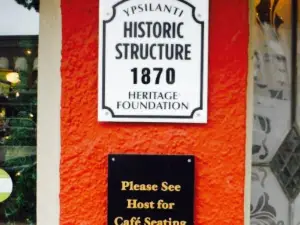 YPSILANTI
HISTORIC
STRUCTURE
1870
HERITAGE
FOUNDATION
Please See
Host for
Café Seating